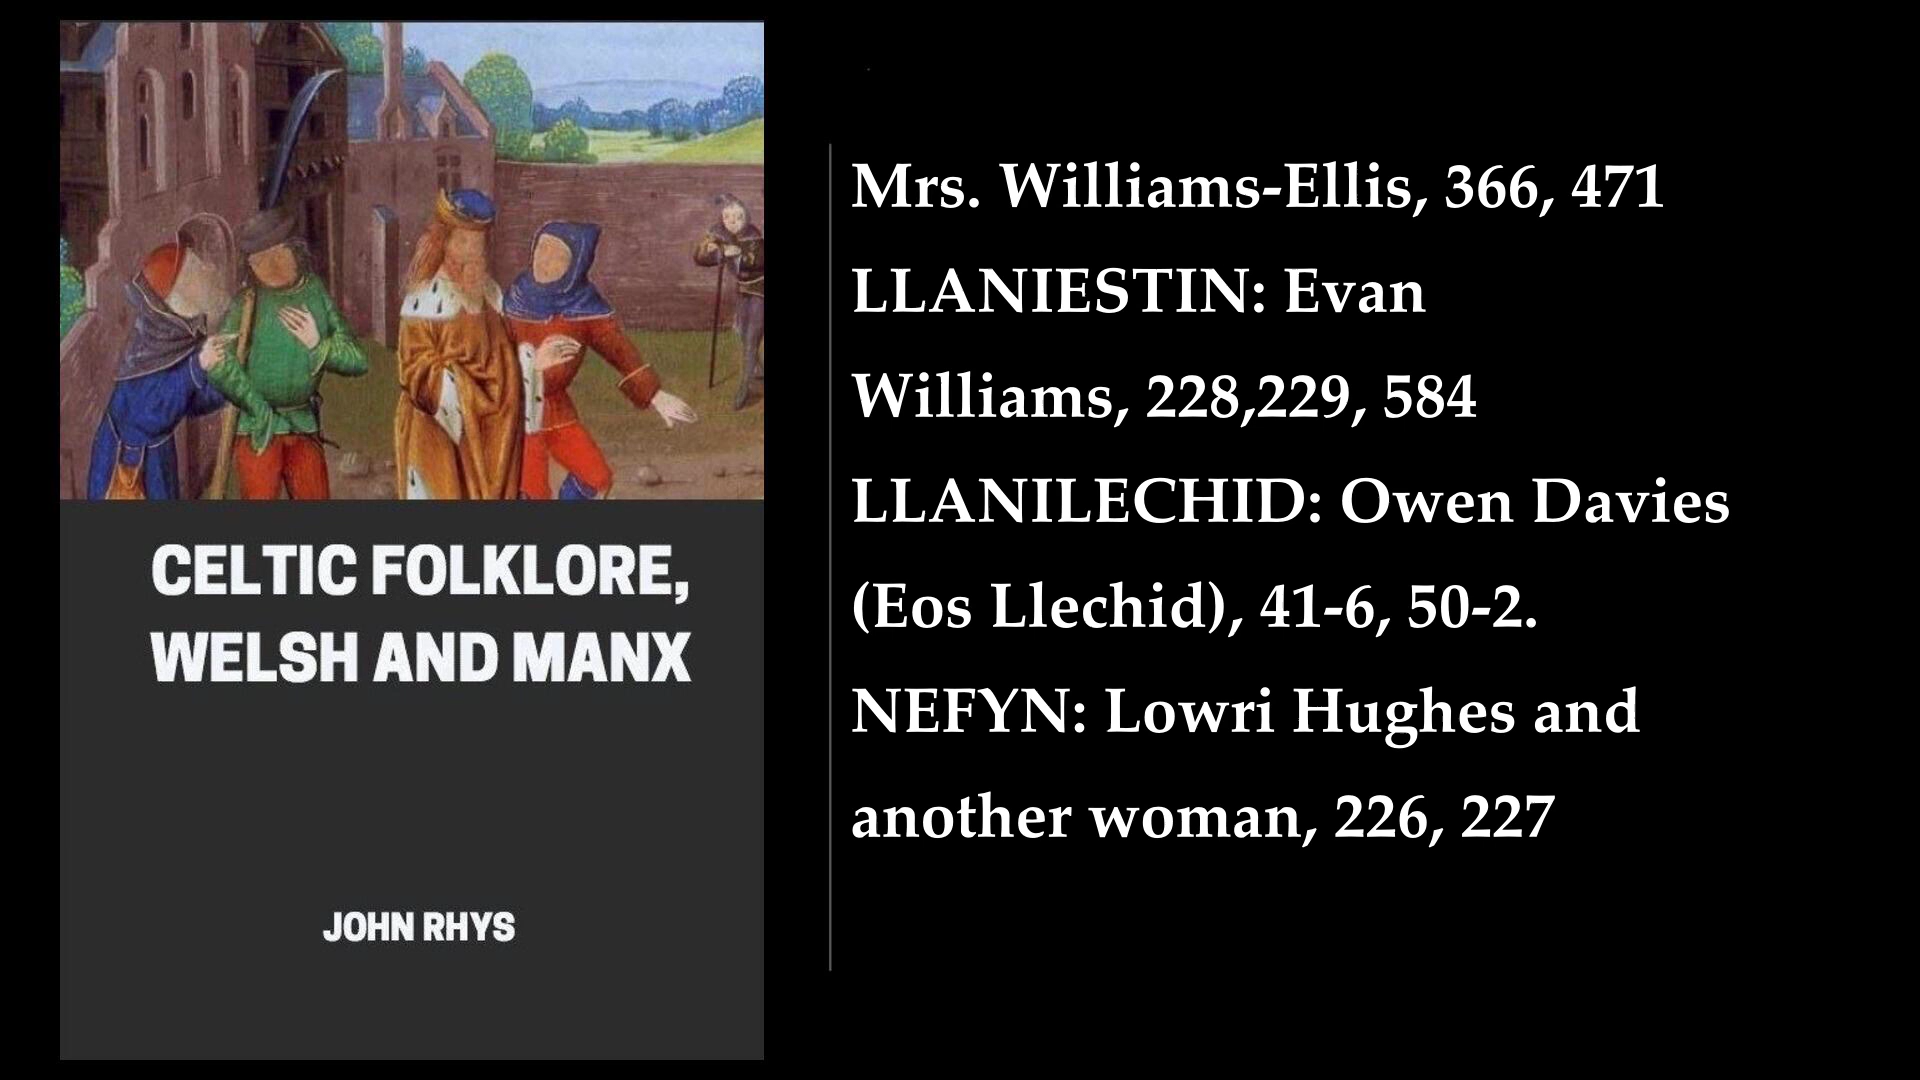 CELTIC FOLKLORE,
WELSH AND MANX
JOHN RHYS
Mrs. Williams-Ellis, 366, 471
LLANIESTIN: Evan
Williams, 228,229, 584
LLANILECHID: Owen Davies
(Eos Llechid), 41-6, 50-2.
NEFYN: Lowri Hughes and
another woman, 226, 227